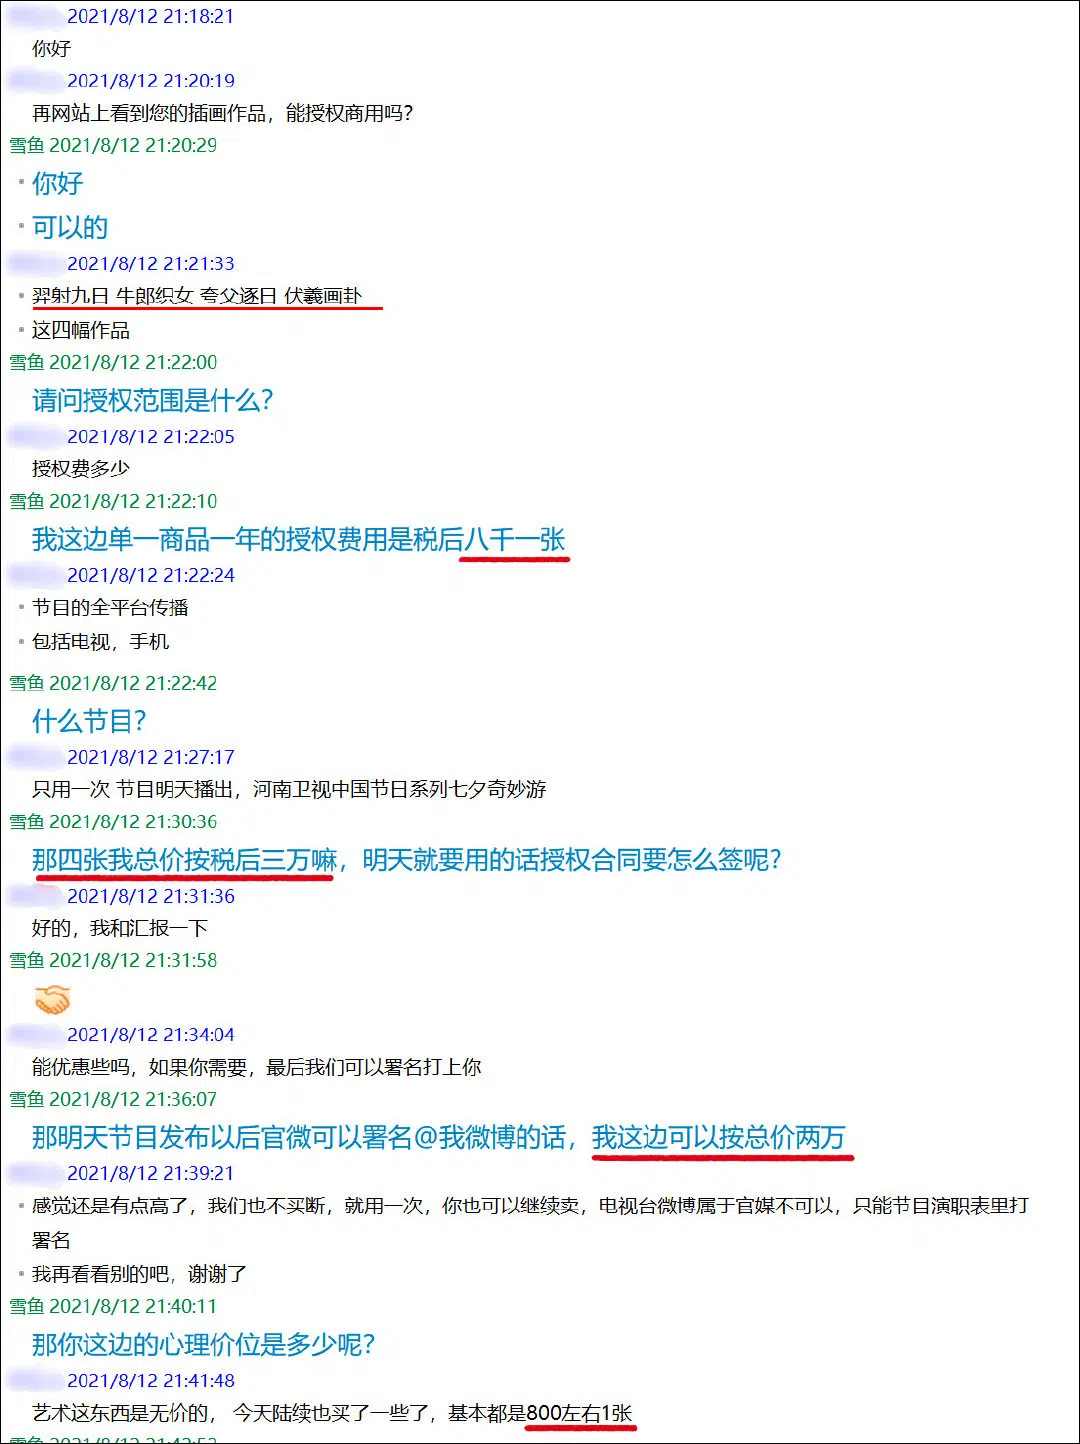 2021/8/12 21:18:21
你好
2021/8/12 21:20:19
再网站上看到您的插画作品，能授权商用吗？
雪鱼 2021/8/12 21:20:29
你好
可以的
2021/8/12 21:21:33
羿射九日 牛郎织女 夸父逐日 伏羲画卦
这四幅作品
雪鱼 2021/8/12 21:22:00
请问授权范围是什么？
2021/8/12 21:22:05
授权费多少
雪鱼 2021/8/12 21:22:10
我这边单一商品一年的授权费用是税后八千一张
2021/8/12 21:22:24
节目的全平台传播
包括电视，手机
雪鱼 2021/8/12 21:22:42
什么节目？
2021/8/12 21:27:17
只用一次 节目明天播出，河南卫视中国节日系列七夕奇妙游
雪鱼 2021/8/12 21:30:36
那四张我总价按税后三万嘛，明天就要用的话授权合同要怎么签呢？
2021/8/12 21:31:36
好的，我和汇报一下
雪鱼 2021/8/12 21:31:58
2021/8/12 21:34:04
能优惠些吗，如果你需要，最后我们可以署名打上你
雪鱼 2021/8/12 21:36:07
那明天节目发布以后官微可以署名@我微博的话，我这边可以按总价两万
2021/8/12 21:39:21
感觉还是有点高了，我们也不买断，就用一次，你也可以继续卖，电视台微博属于官媒不可以，只能节目演职表里打
署名
我再看看别的吧，谢谢了
雪鱼 2021/8/12 21:40:11
那你这边的心理价位是多少呢？
2021/8/12 21:41:48
艺术这东西是无价的， 今天陆续也买了一些了，基本都是800左右1张